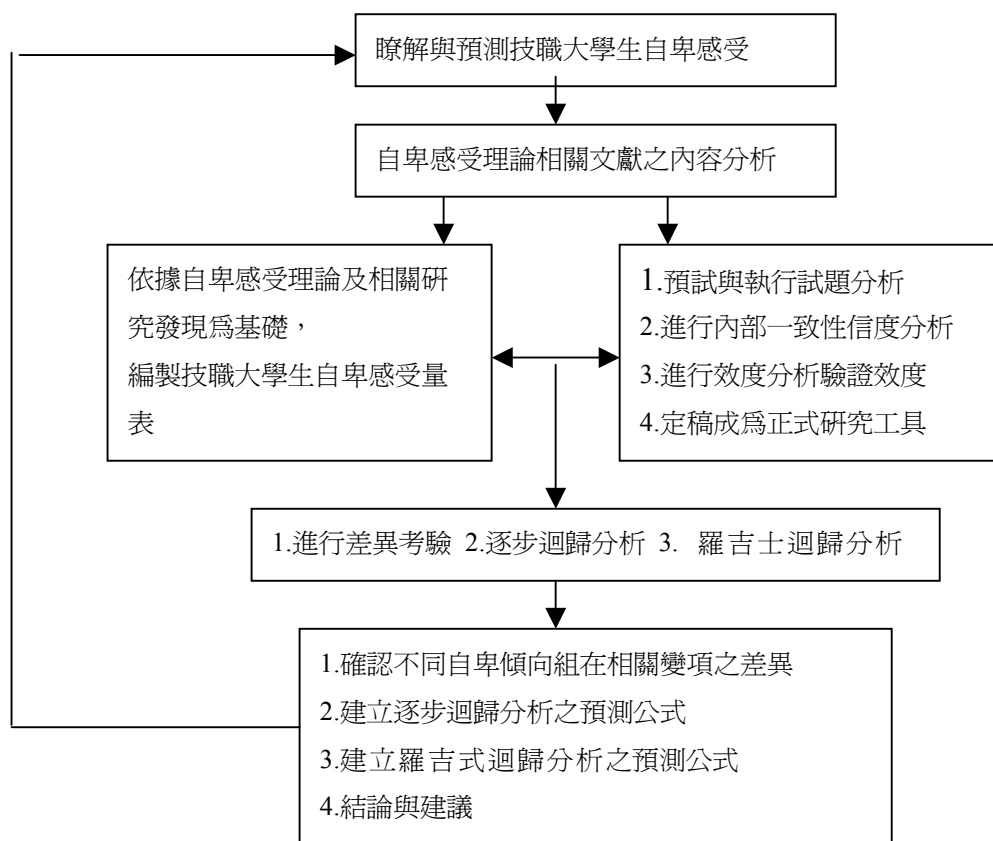 瞭解與預測技職大學生自卑感受
自卑感受理論相關文獻之內容分析
依據自卑感受理論及相關研
究發現爲基礎，
編製技職大學生自卑感受量
表
1.預試與執行試題分析
2.進行內部一致性信度分析
3.進行效度分析驗證效度
4.定稿成爲正式研究工具
1.進行差異考驗 2.逐步迴歸分析 3. 羅吉士迴歸分析
1.確認不同自卑傾向組在相關變項之差異
2.建立逐步迴歸分析之預測公式
3.建立羅吉式迴歸分析之預測公式
4.結論與建議